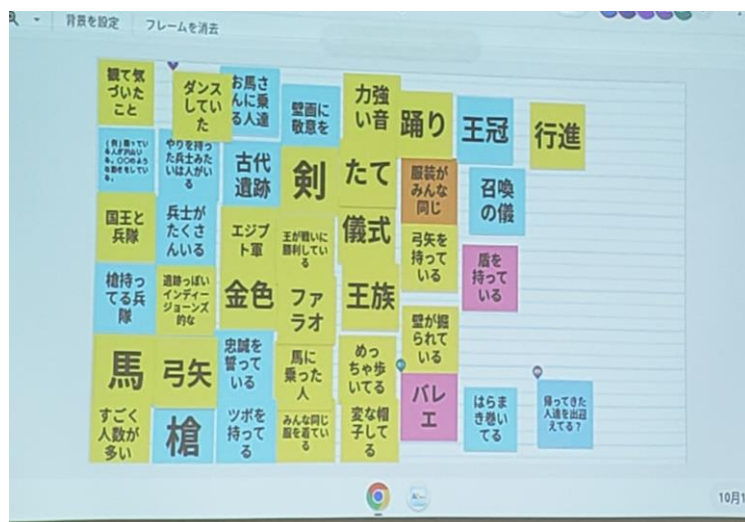 背景を設定
フレームを消去
観て気
づいた
こと
ダンス
していた
た
お馬さ
んに乗
る人達
壁画に
敬意を
力強
い音
踊り
王冠
行進
やりを持っ
た兵士みた
いは人がい
る
古代
遺跡
剣
たて
服装が
みんな
同じ
召喚
の儀
国王と
兵隊
兵士が
たくさ
んいる
エジプ
ト軍
王が戦いに
勝利してい
る
儀式
弓矢を
持って
いる
盾を
持って
いる
槍持っ
てる兵
隊
遺跡っぽい
インディー
ジョーンズ
的な
金色
ファ
ラオ
王族
壁が掘
られて
いる
馬
弓矢
忠誠を
誓って
いる
馬に
乗った
人
めっ
ちゃ歩
いてる
バレ
エ
はらま
き巻い
てる
帰ってきた
人達を出迎
えてる？
すごく
人数が
多い
槍
ツボを
持って
る
みんな同じ
服を着てい
る
変な帽
子して
る
10月1